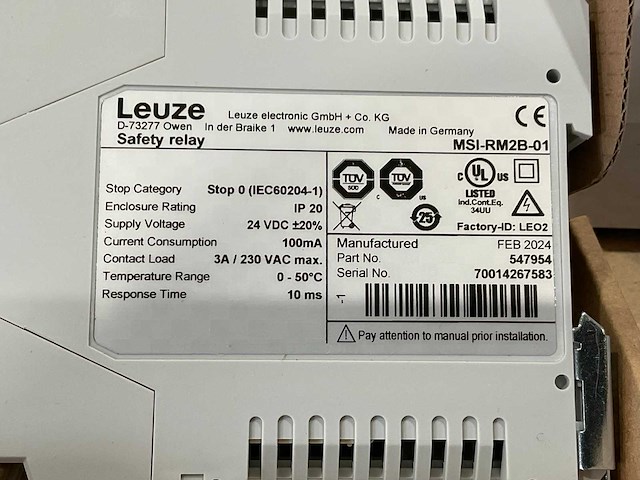 Leuze Leuze electronic GmbH + Co. KG
D-73277 Owen In der Braike 1 www.leuze.com Made in Germany
Safety relay MSI-RM2B-01
Stop Category Stop 0 (IEC60204-1)
Enclosure Rating IP 20
Supply Voltage 24 VDC ±20%
Current Consumption 100mA
Contact Load 3A / 230 VAC max.
Temperature Range 0 - 50°C
Response Time 10 ms
CE
TÜV TÜV
C US
25
C UL US
LISTED
Ind.Cont.Eq.
34UU
Factory-ID: LEO2
Manufactured FEB 2024
Part No. 547954
Serial No. 70014267583
-1
Pay attention to manual prior installation.